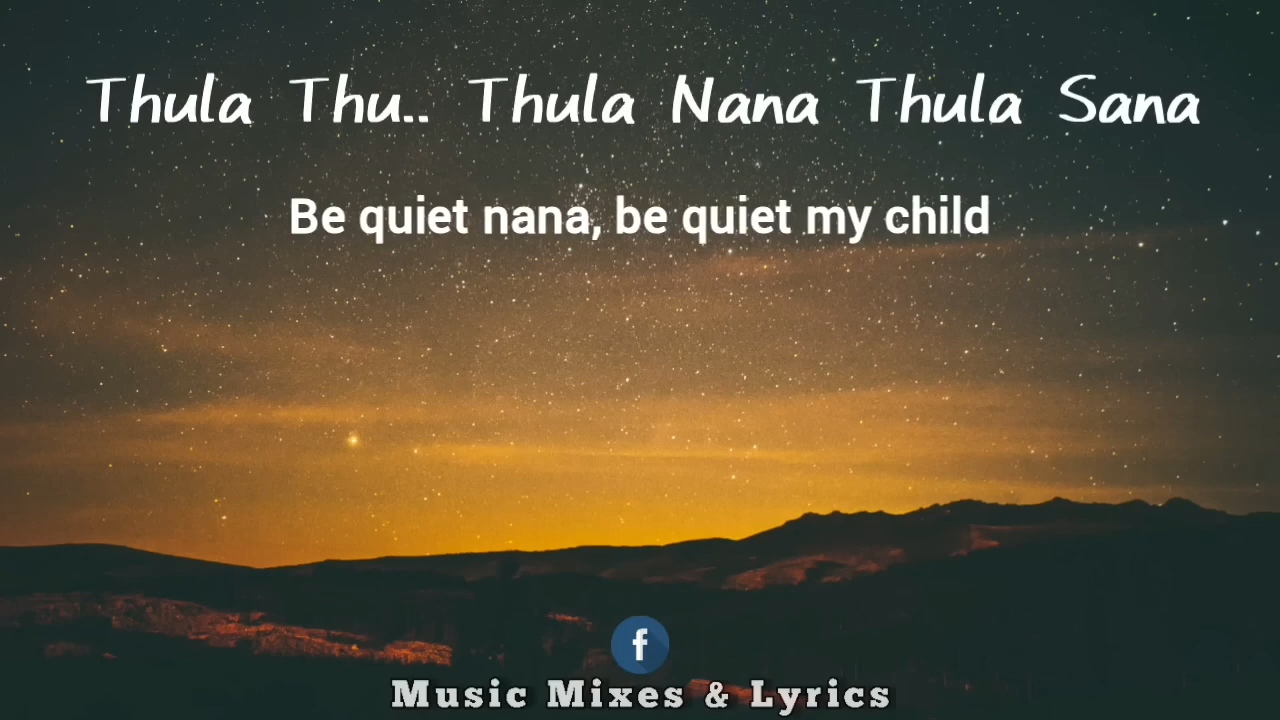 Thula Thu.. Thula Nana Thula Sana
Be quiet nana, be quiet my child
f
Music Mixes & Lyrics